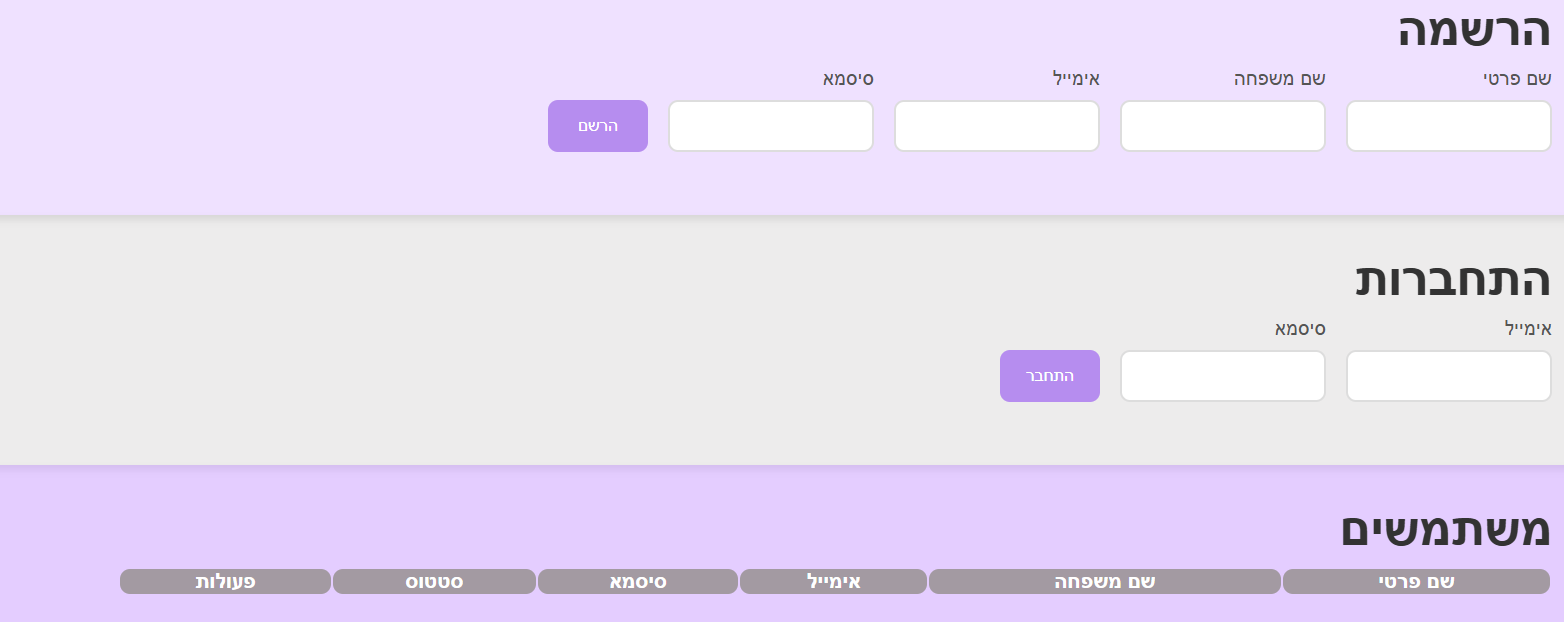 הרשמה
שם פרטי שם משפחה אימייל סיסמא
הרשם
התחברות
אימייל סיסמא
התחבר
משתמשים
שם פרטי שם משפחה אימייל סיסמא סטטוס פעולות